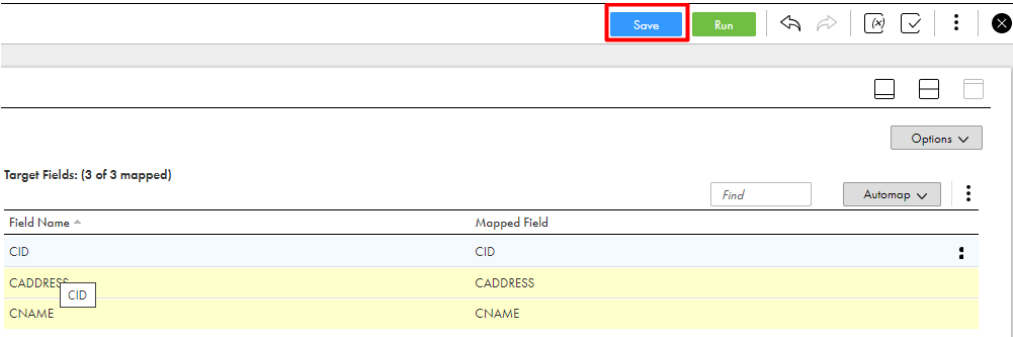 Save Run (x)
Options
Target Fields: (3 of 3 mapped)
Find Automap
Field Name Mapped Field
CID CID
CADDRESS CADDRESS
CID
CNAME CNAME